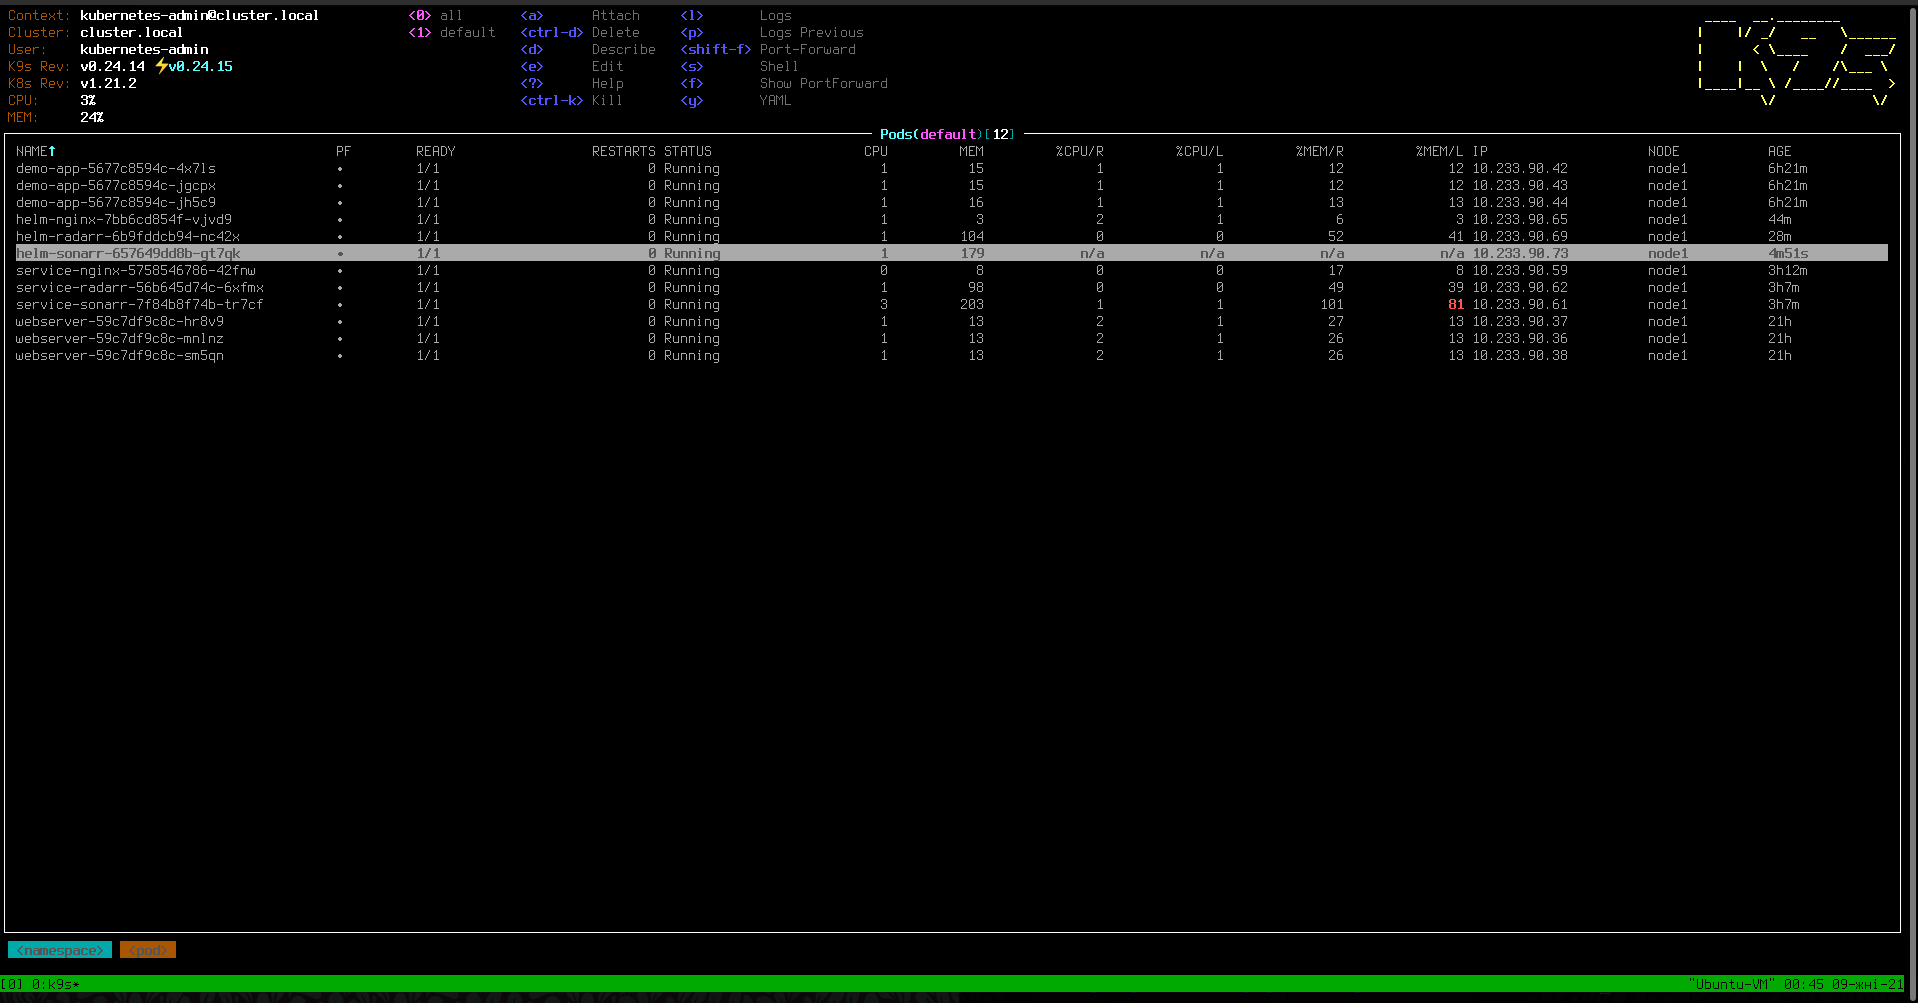 Context: kubernetes-admin@cluster.local <0> all <a> Attach <l> Logs
Cluster: cluster.local <1> default <ctrl-d> Delete <p> Logs Previous
User: kubernetes-admin <d> Describe <shift-f> Port-Forward
K9s Rev: v0.24.14 ⚡v0.24.15 <e> Edit <s> Shell
K8s Rev: v1.21.2 <?> Help <f> Show PortForward
CPU: 3% <ctrl-k> Kill <y> YAML
MEM: 24%
Pods(default)[12]
NAME↑ PF READY RESTARTS STATUS CPU MEM %CPU/R %CPU/L %MEM/R %MEM/L IP NODE AGE
demo-app-5677c8594c-4x7ls ● 1/1 0 Running 1 15 1 1 12 12 10.233.90.42 node1 6h21m
demo-app-5677c8594c-jgcpx ● 1/1 0 Running 1 15 1 1 12 12 10.233.90.43 node1 6h21m
demo-app-5677c8594c-jh5c9 ● 1/1 0 Running 1 16 1 1 13 13 10.233.90.44 node1 6h21m
helm-nginx-7bb6cd854f-vjvd9 ● 1/1 0 Running 1 3 2 1 6 3 10.233.90.65 node1 44m
helm-radarr-6b9fddcb94-nc42x ● 1/1 0 Running 1 104 0 0 52 41 10.233.90.69 node1 28m
helm-sonarr-657649dd8b-gt7qk ● 1/1 0 Running 1 179 n/a n/a n/a n/a 10.233.90.73 node1 4m51s
service-nginx-5758546786-42fnw ● 1/1 0 Running 0 8 0 0 17 8 10.233.90.59 node1 3h12m
service-radarr-56b645d74c-6xfmx ● 1/1 0 Running 1 98 0 0 49 39 10.233.90.62 node1 3h7m
service-sonarr-7f84b8f74b-tr7cf ● 1/1 0 Running 3 203 1 1 101 81 10.233.90.61 node1 3h7m
webserver-59c7df9c8c-hr8v9 ● 1/1 0 Running 1 13 2 1 27 13 10.233.90.37 node1 21h
webserver-59c7df9c8c-mnlnz ● 1/1 0 Running 1 13 2 1 26 13 10.233.90.36 node1 21h
webserver-59c7df9c8c-sm5qn ● 1/1 0 Running 1 13 2 1 26 13 10.233.90.38 node1 21h
<namespace> <pod>
[0] 0:k9s* "Ubuntu-VM" 00:45 09-жні-21